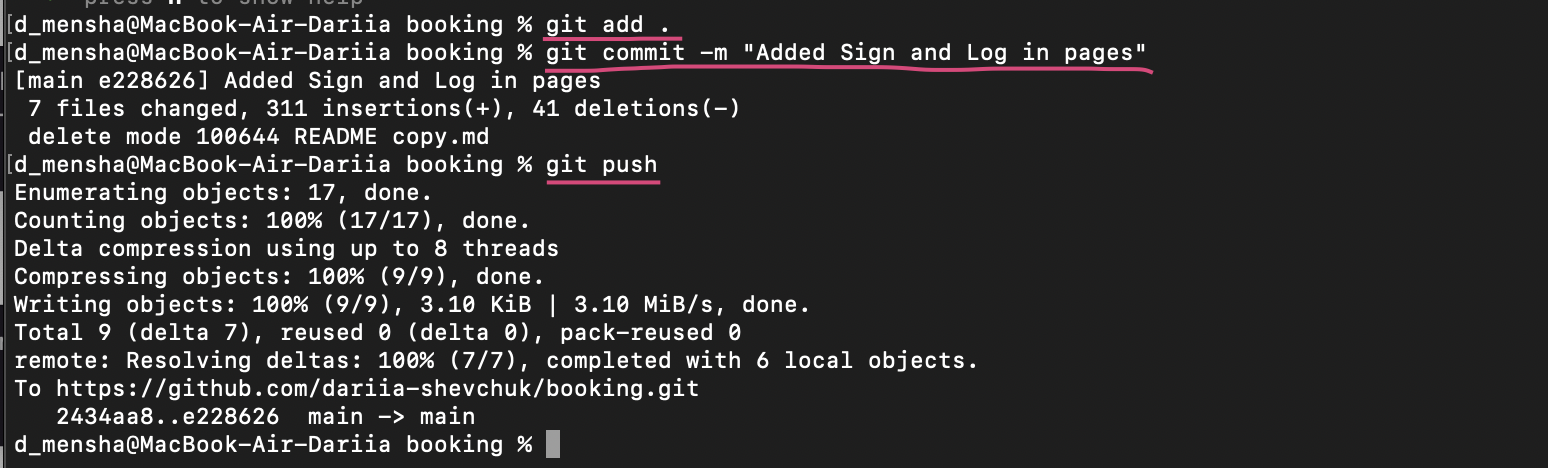 press h to show help
[d_mensha@MacBook-Air-Dariia booking % git add .
[d_mensha@MacBook-Air-Dariia booking % git commit -m "Added Sign and Log in pages"
[main e228626] Added Sign and Log in pages
 7 files changed, 311 insertions(+), 41 deletions(-)
 delete mode 100644 README copy.md
[d_mensha@MacBook-Air-Dariia booking % git push
Enumerating objects: 17, done.
Counting objects: 100% (17/17), done.
Delta compression using up to 8 threads
Compressing objects: 100% (9/9), done.
Writing objects: 100% (9/9), 3.10 KiB | 3.10 MiB/s, done.
Total 9 (delta 7), reused 0 (delta 0), pack-reused 0
remote: Resolving deltas: 100% (7/7), completed with 6 local objects.
To https://github.com/dariia-shevchuk/booking.git
   2434aa8..e228626  main -> main
d_mensha@MacBook-Air-Dariia booking %